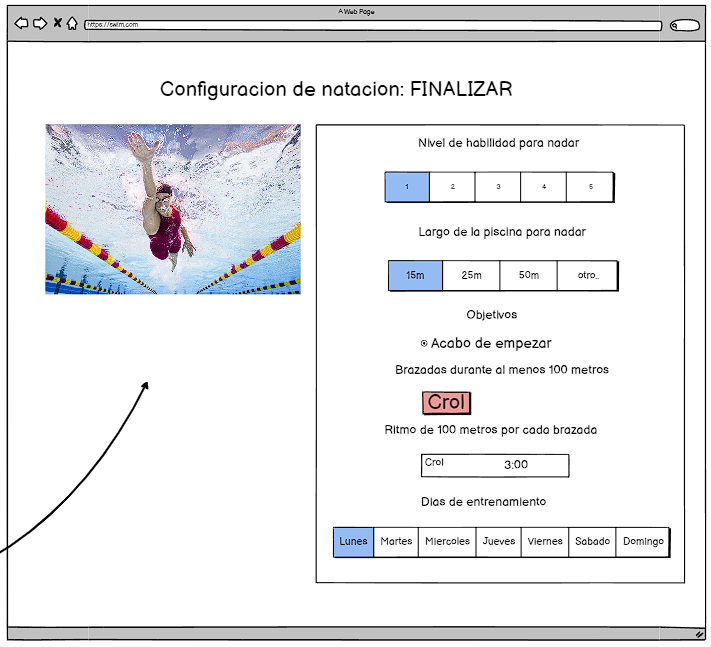 A Web Page
https://swim.com
Configuracion de natacion: FINALIZAR
Nivel de habilidad para nadar
1 2 3 4 5
Largo de la piscina para nadar
15m 25m 50m otro..
Objetivos
Acabo de empezar
Brazadas durante al menos 100 metros
Crol
Ritmo de 100 metros por cada brazada
Crol 3:00
Dias de entrenamiento
Lunes Martes Miercoles Jueves Viernes Sabado Domingo